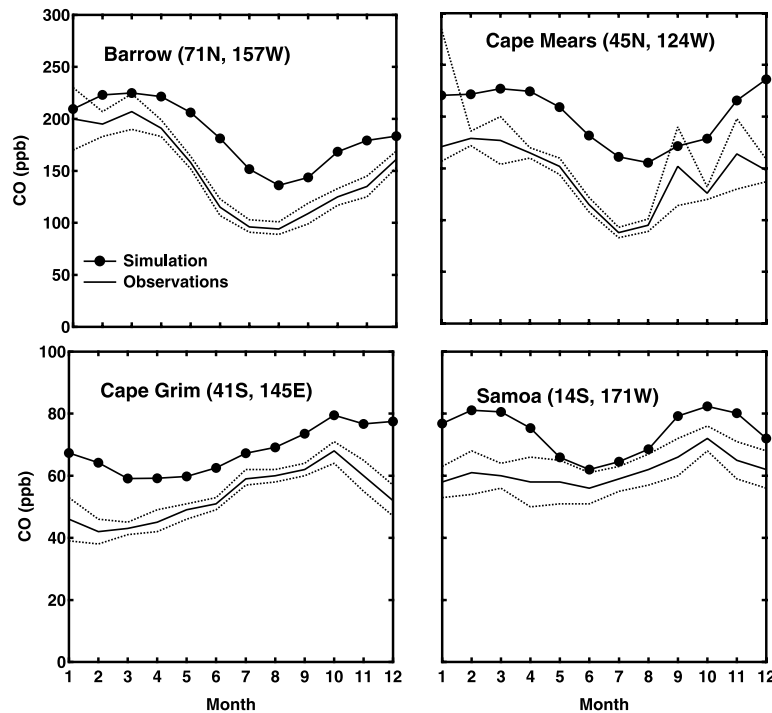 300
250
200
150
100
50
0
CO (ppb)
Barrow (71N, 157W)
Simulation
Observations
Cape Mears (45N, 124W)
100
80
60
40
20
0
CO (ppb)
Cape Grim (41S, 145E)
1 2 3 4 5 6 7 8 9 10 11 12
Month
Samoa (14S, 171W)
1 2 3 4 5 6 7 8 9 10 11 12
Month